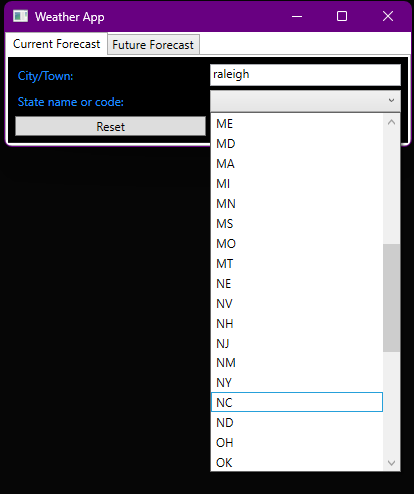 Weather App
Current Forecast Future Forecast
City/Town: raleigh
State name or code:
Reset
ME
MD
MA
MI
MN
MS
MO
MT
NE
NV
NH
NJ
NM
NY
NC
ND
OH
OK